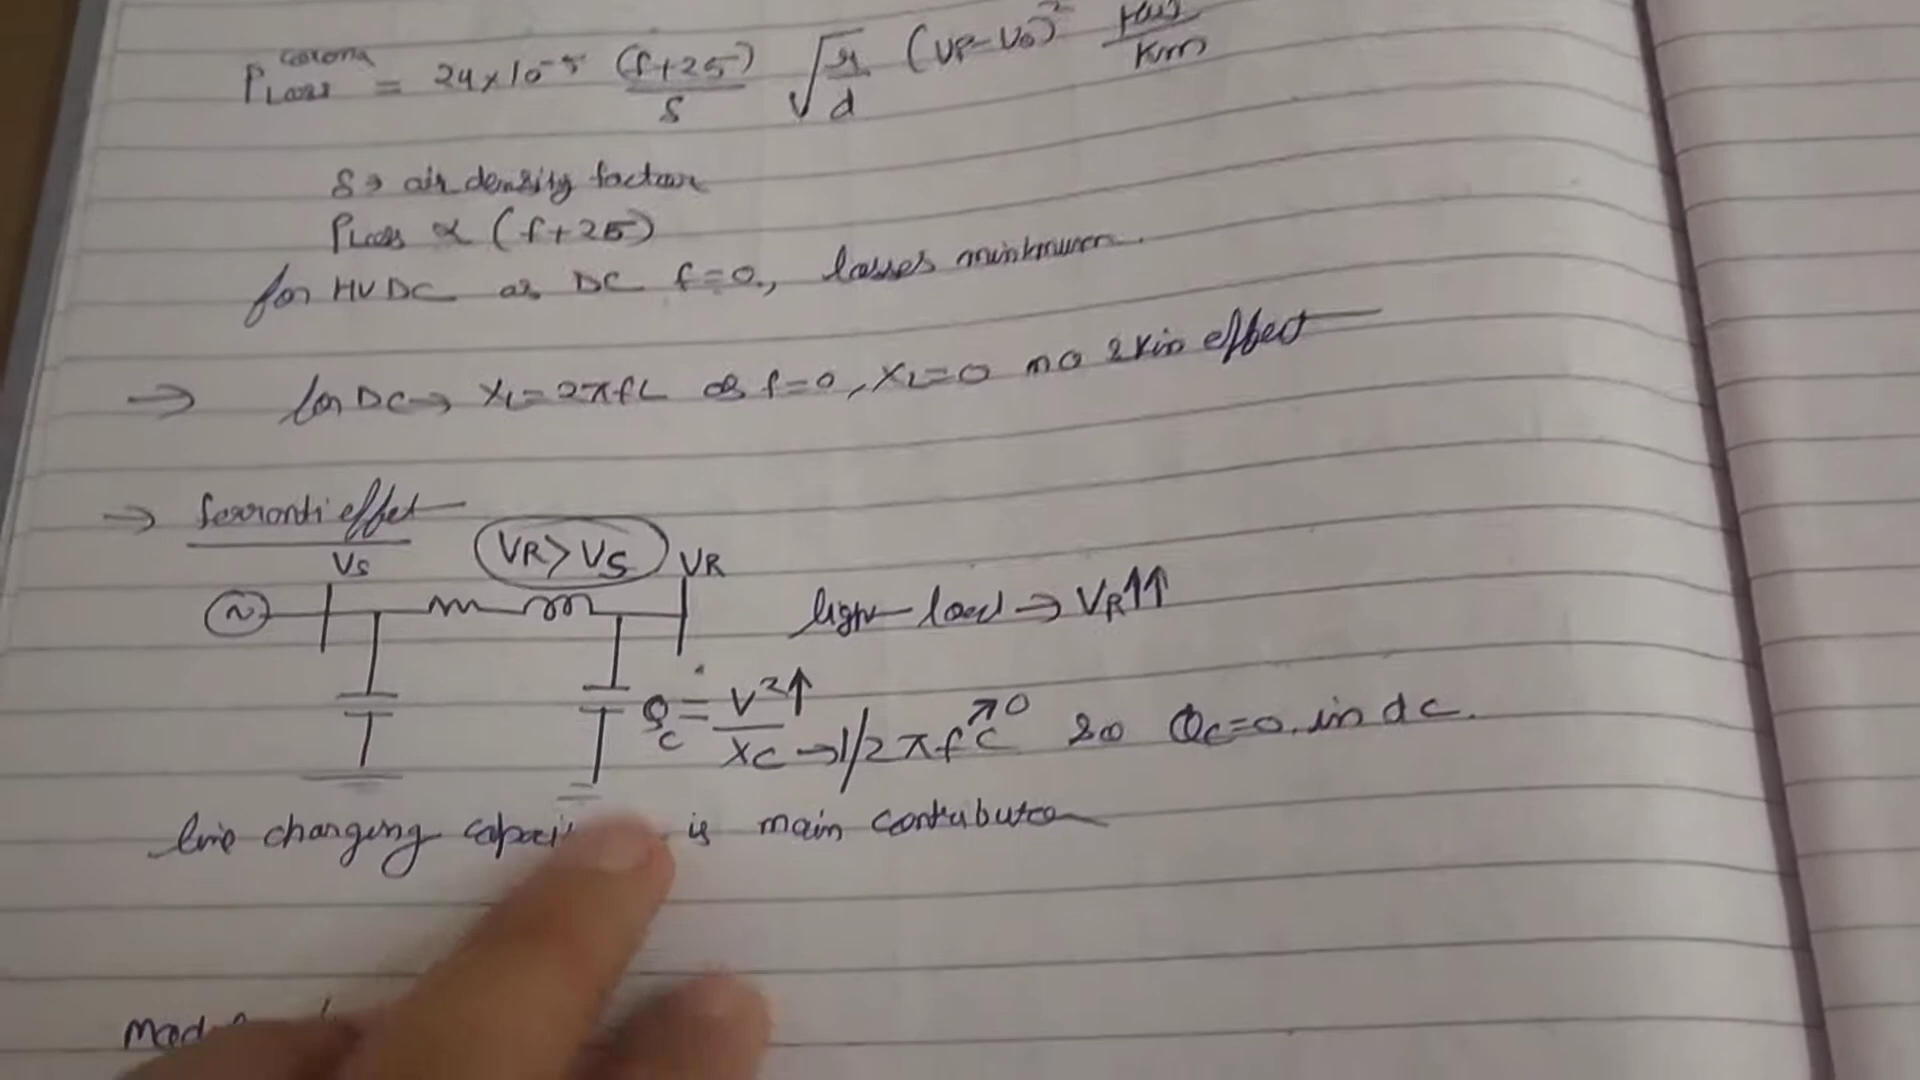 P Loss corona = 24×10⁻⁵ (f+25)/δ √(r/d) (VP-V0)² /Km
δ → air density factor
PLoss ∝ (f+25)
for HVDC as DC f=0, losses minimum.
→ for DC → XL=2πfL as f=0, XL=0 no skin effect
→ ferronti effect
VR>VS
VS VR
~
light load → VR↑↑
Qc = V²↑/XC → 1/2πfC ↗0 so Qc=0 in dc.
line charging is main contributor